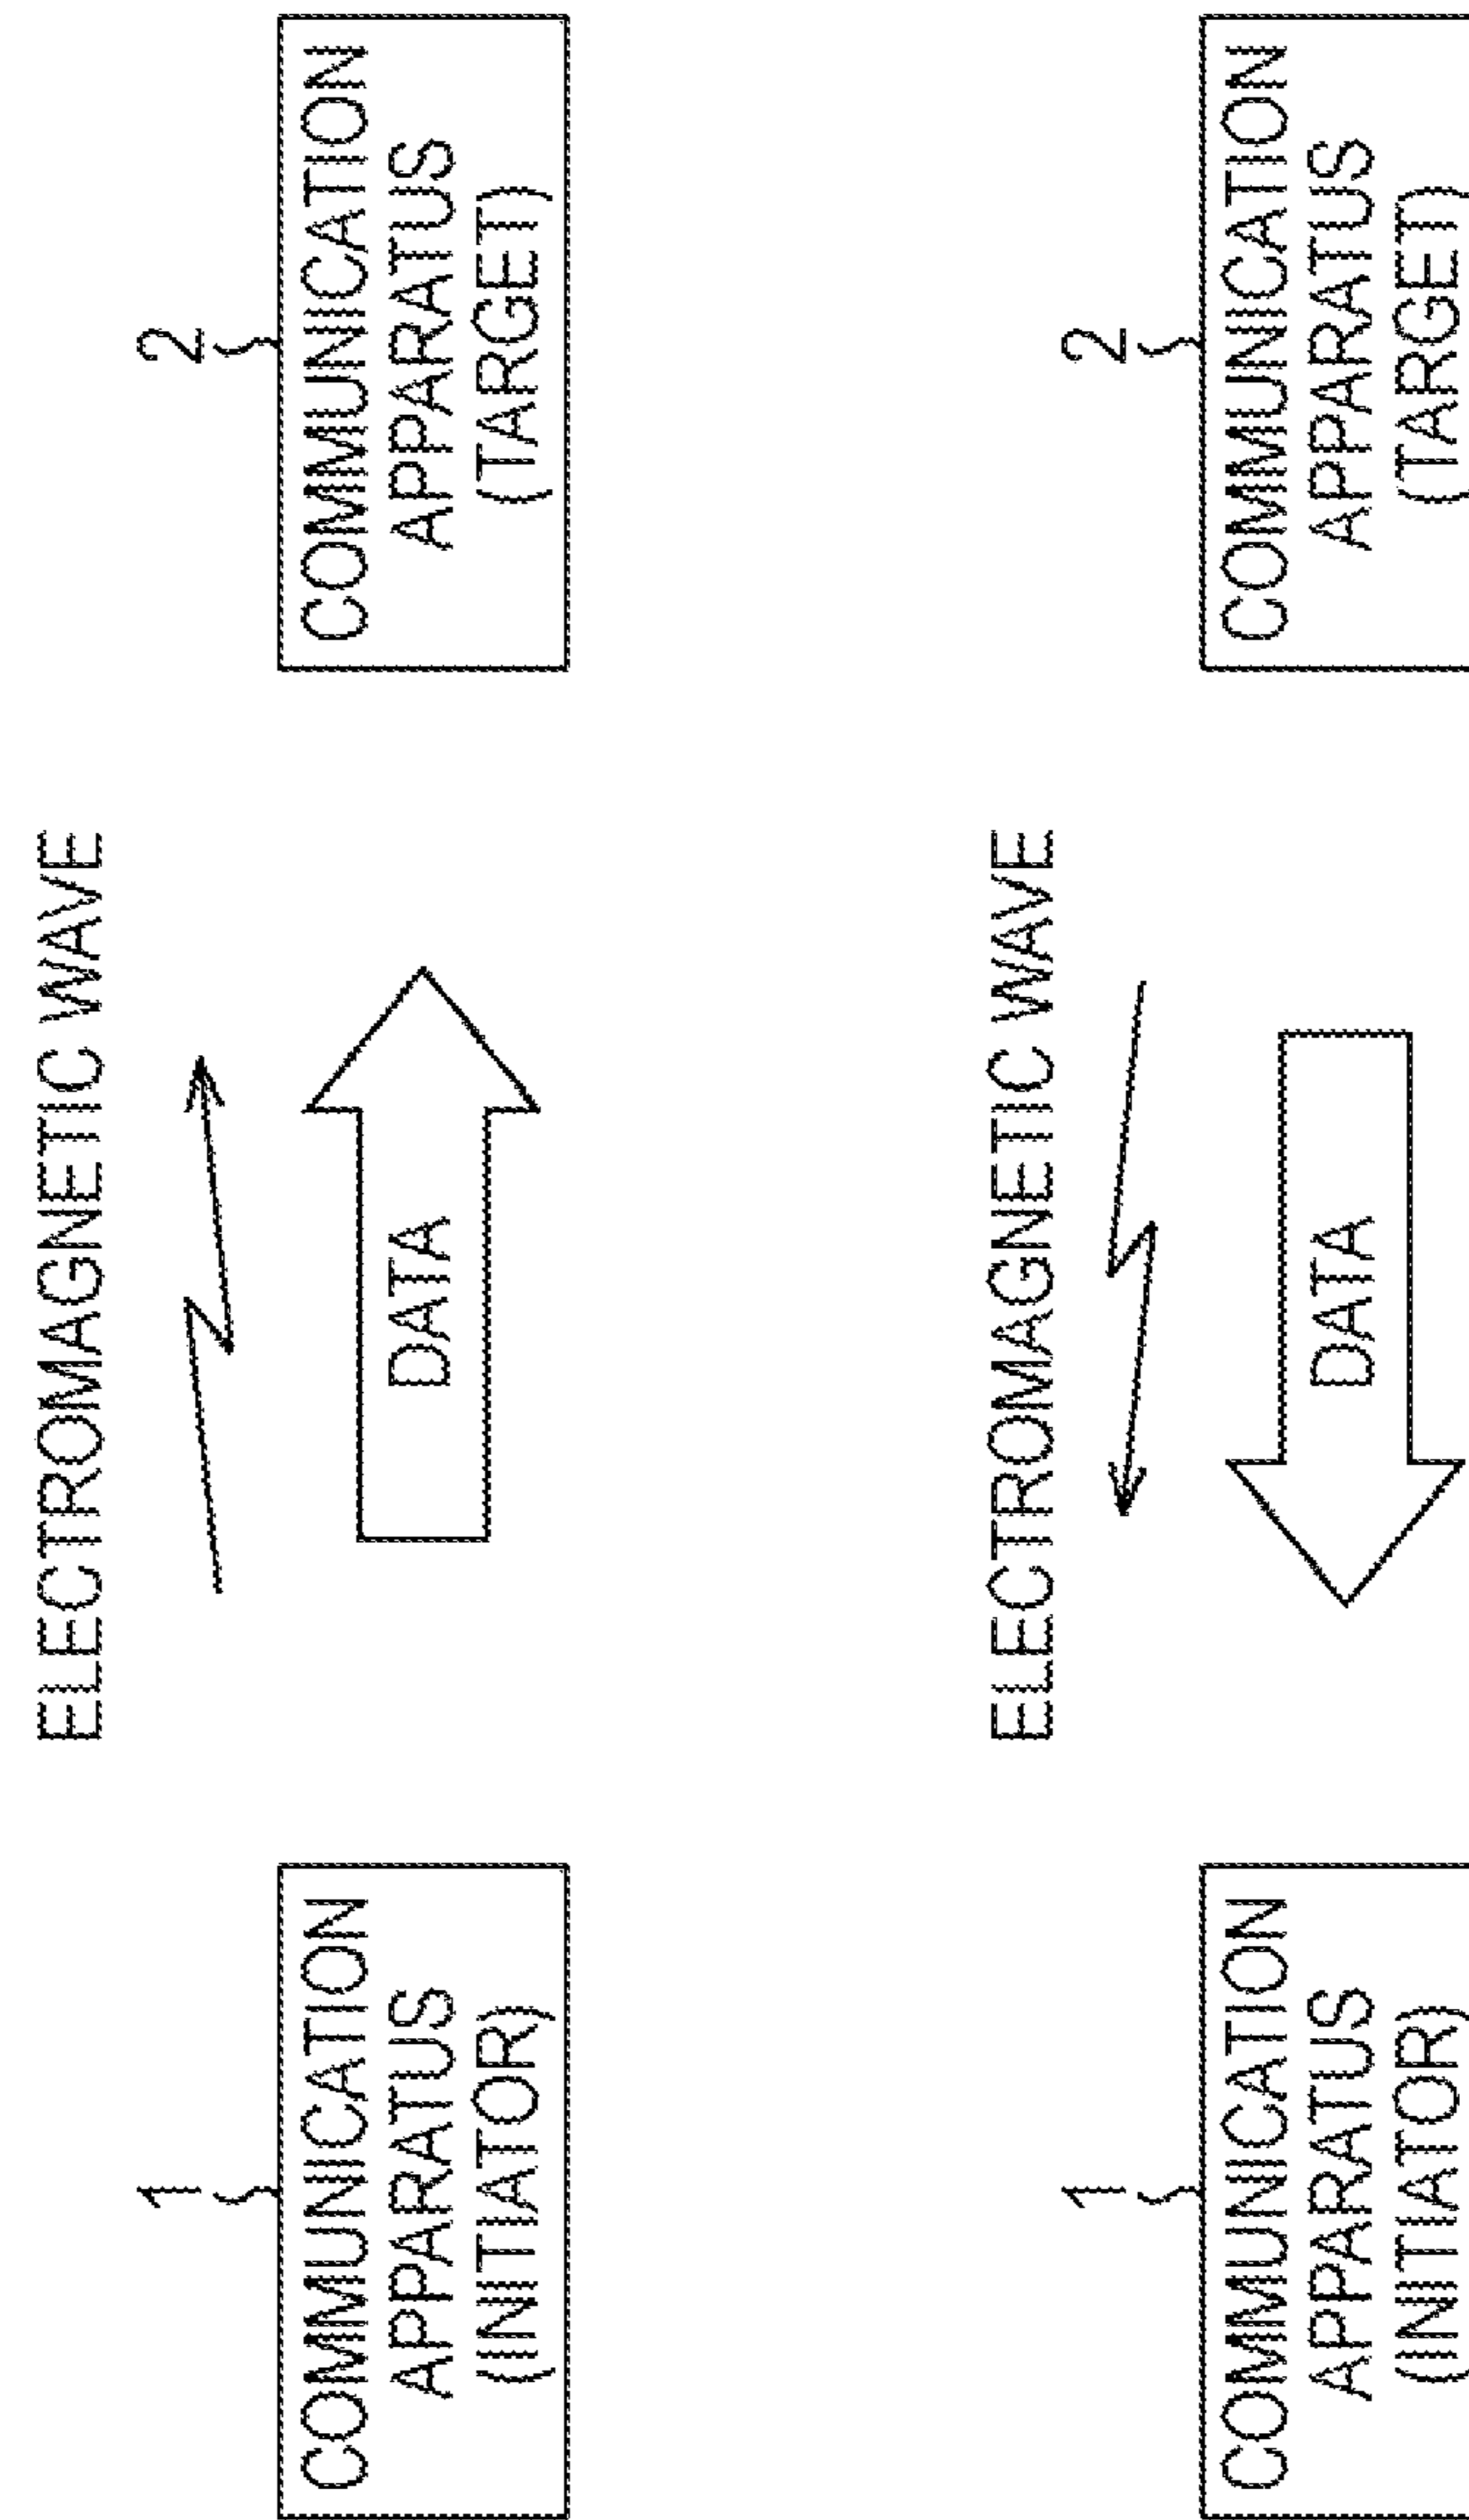 ELECTROMAGNETIC WAVE
1
COMMUNICATION
APPARATUS
(INITIATOR)
DATA
2
COMMUNICATION
APPARATUS
(TARGET)
ELECTROMAGNETIC WAVE
1
COMMUNICATION
APPARATUS
(INITIATOR)
DATA
2
COMMUNICATION
APPARATUS
(TARGET)